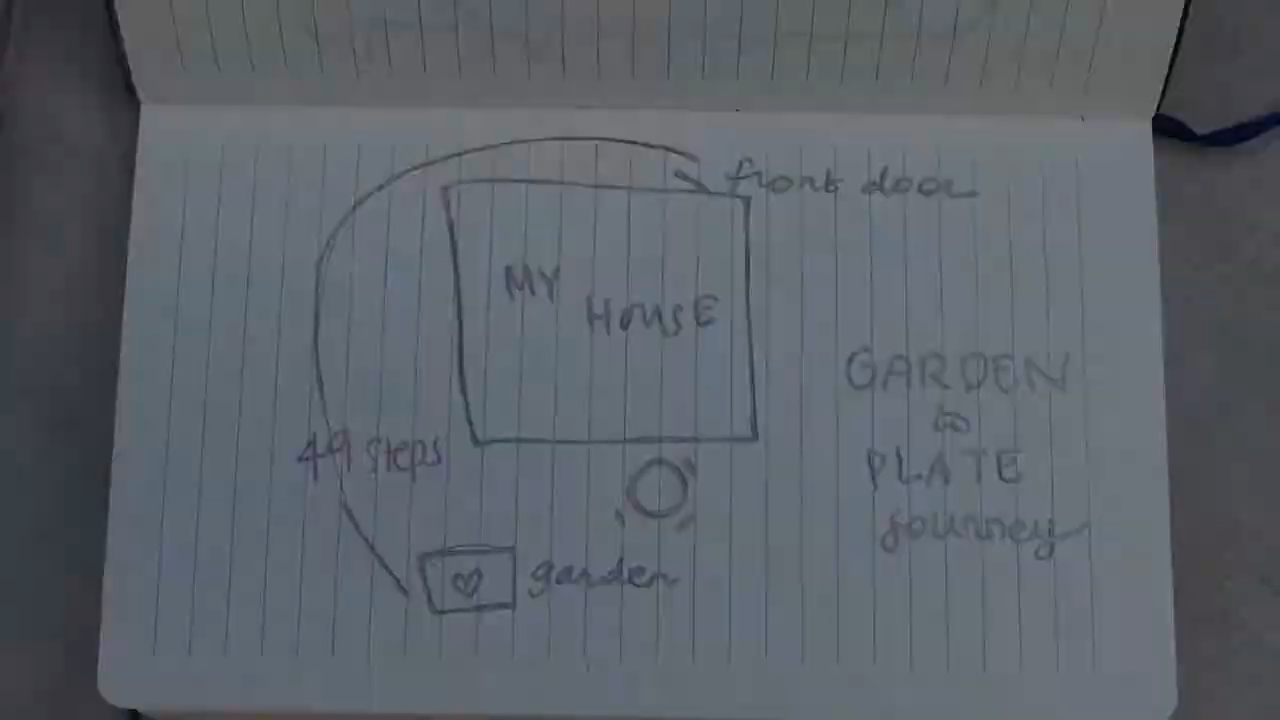 front door
MY
HOUSE
GARDEN
to
PLATE
journey
49 steps
garden